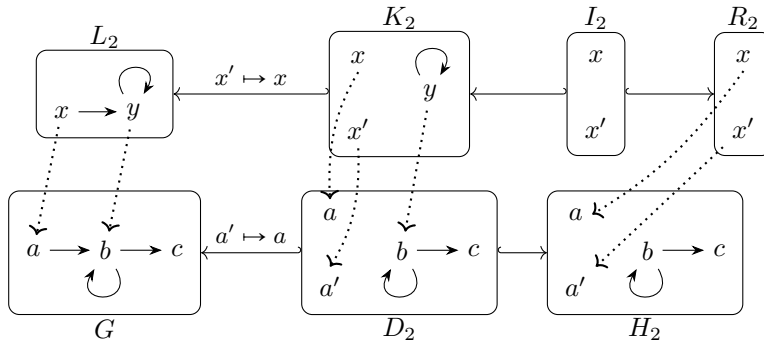 L₂ K₂ I₂ R₂
x y x' ↦ x x y x' x x' x x'
a b c a' ↦ a a b c a' a b c a'
G D₂ H₂